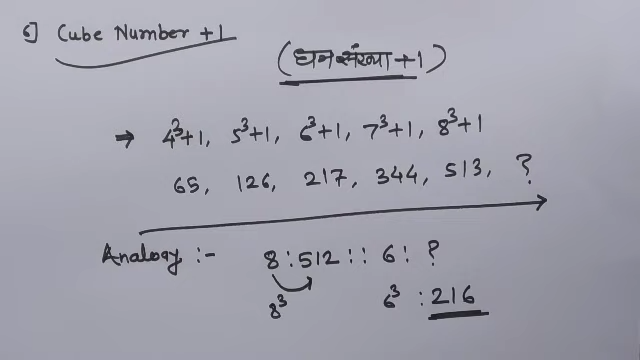 6] Cube Number +1
(घन संख्या +1)
→ 4³+1, 5³+1, 6³+1, 7³+1, 8³+1
65, 126, 217, 344, 513, ?
Analogy :- 8 : 512 : : 6 : ?
8³ 6³ : 216